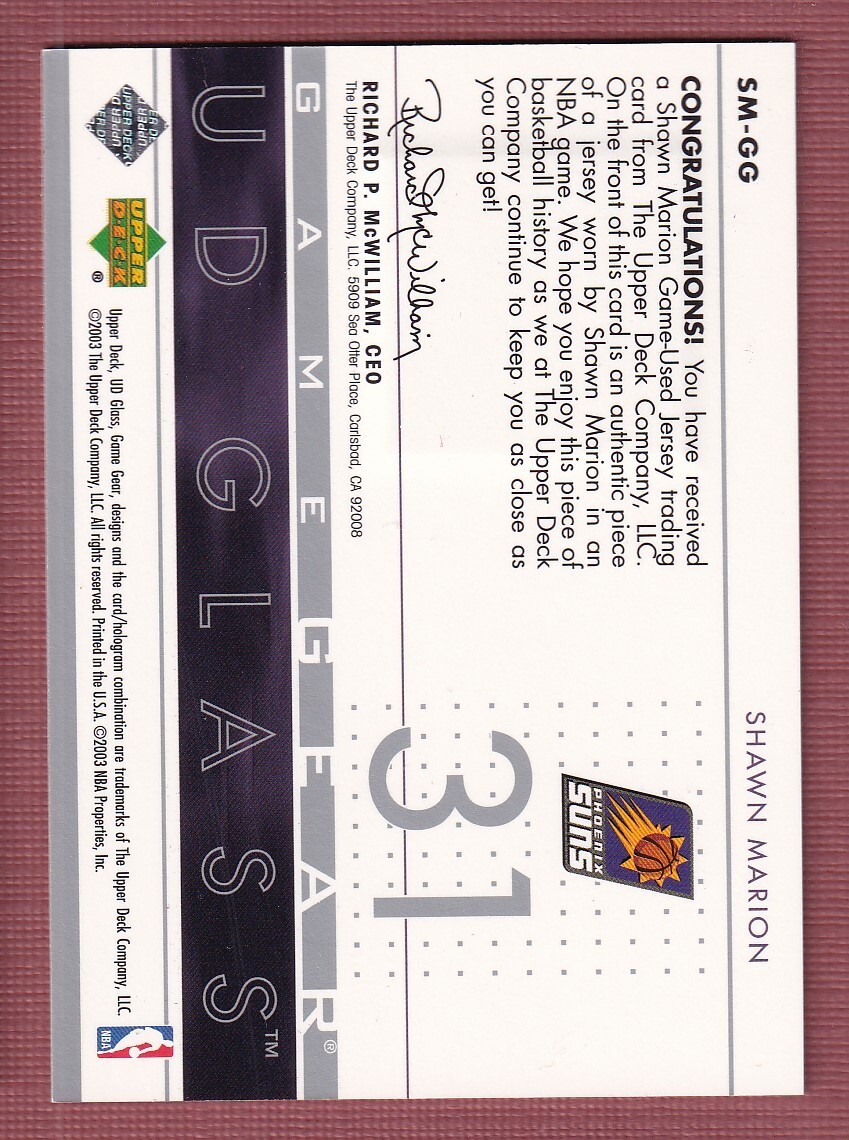 SM-GG
SHAWN MARION
CONGRATULATIONS! You have received
a Shawn Marion Game-Used Jersey trading
card from The Upper Deck Company, LLC.
On the front of this card is an authentic piece
of a jersey worn by Shawn Marion in an
NBA game. We hope you enjoy this piece of
basketball history as we at The Upper Deck
Company continue to keep you as close as
you can get!
PHOENIX
SUNS
31
Richard P. McWilliam
RICHARD P. McWILLIAM, CEO
The Upper Deck Company, LLC. 5909 Sea Otter Place, Carlsbad, CA 92008
GAME GEAR®
UD GLASS™
UPPER DECK
UPPER
DECK®
Upper Deck, UD Glass, Game Gear, designs and the card/hologram combination are trademarks of The Upper Deck Company, LLC.
©2003 The Upper Deck Company, LLC. All rights reserved. Printed in the U.S.A. ©2003 NBA Properties, Inc.
NBA